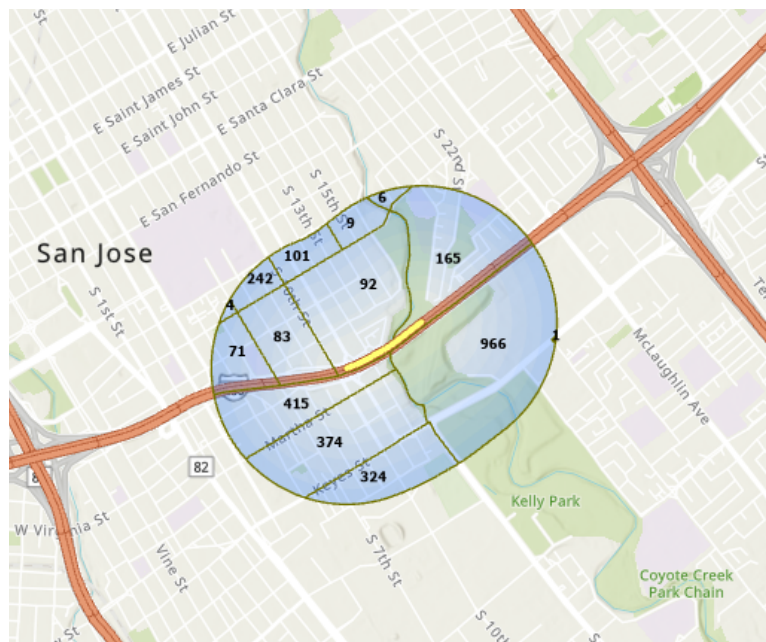 E Julian St
E Saint James St
E Saint John St
E Santa Clara St
E San Fernando St
S 22nd St
S 15th St
S 13th St
6
9
San Jose
101
165
242
S 10th St
92
4
S 1st St
83
1
71
966
McLaughlin Ave
415
Martha St
374
82
Keyes St
324
Kelly Park
W Virginia St
Vine St
S 7th St
Coyote Creek
Park Chain
S 10th